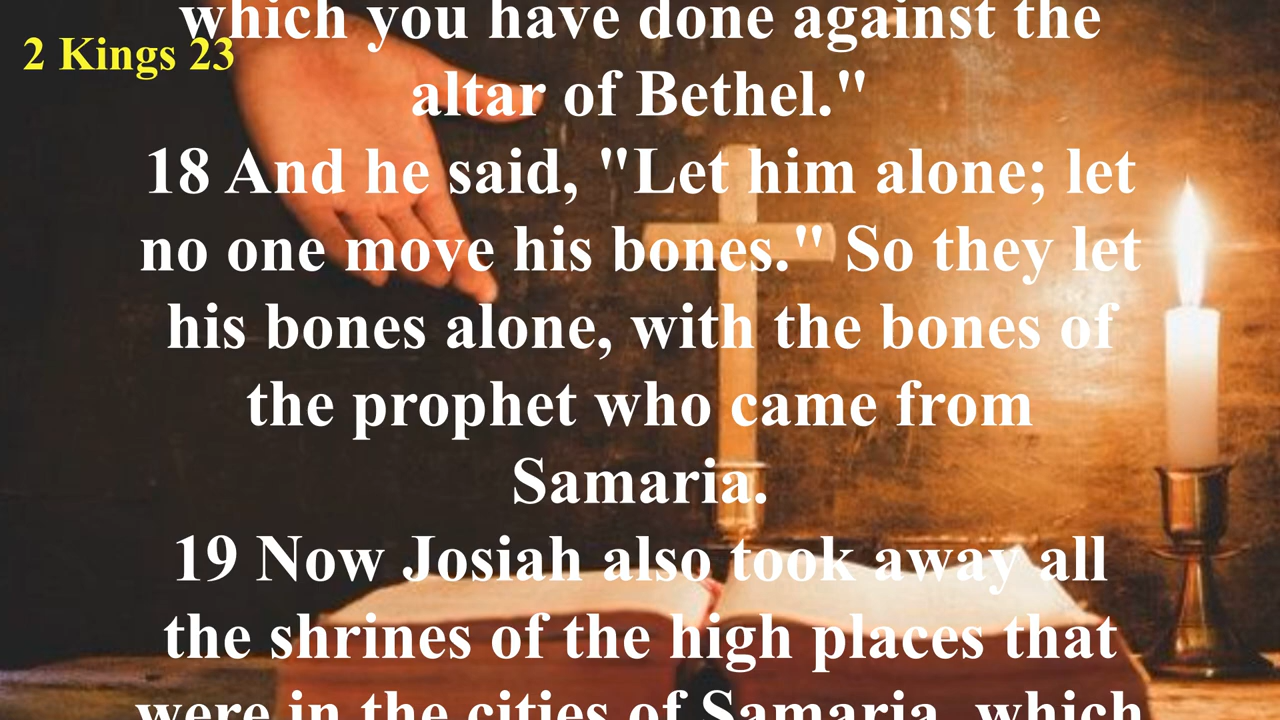 which you have done against the
2 Kings 23
altar of Bethel."
18 And he said, "Let him alone; let
no one move his bones." So they let
his bones alone, with the bones of
the prophet who came from
Samaria.
19 Now Josiah also took away all
the shrines of the high places that
were in the cities of Samaria, which